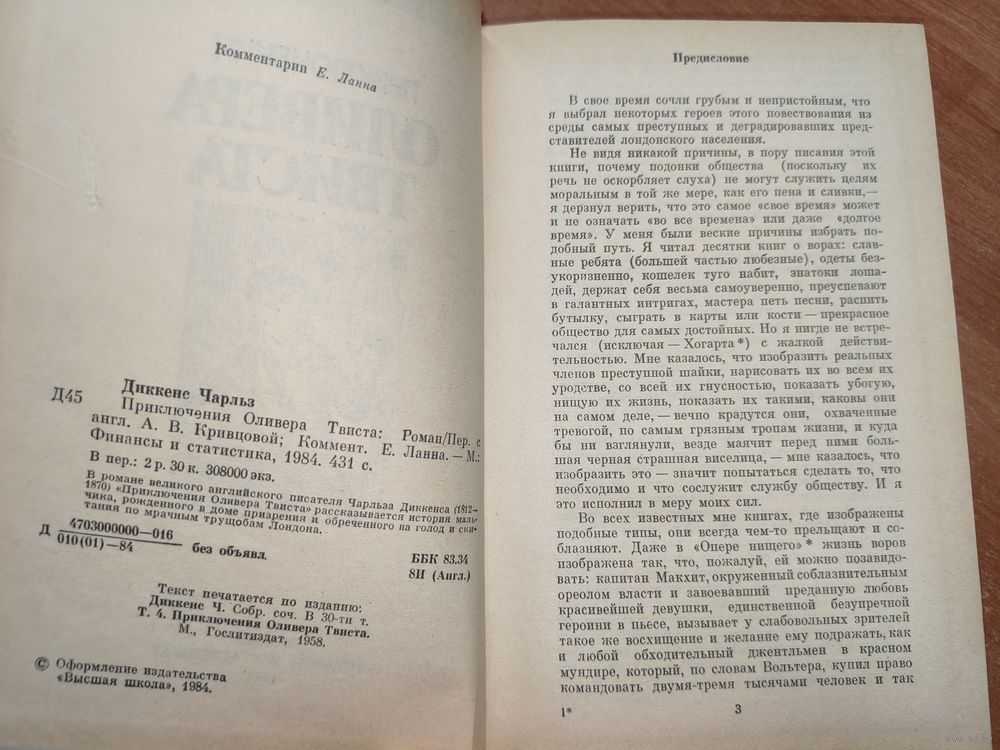 Комментарии Е. Ланна
Диккенс Чарльз
Д45
Приключения Оливера Твиста: Роман/Пер. с
англ. А. В. Кривцовой; Коммент. Е. Ланна. — М.:
Финансы и статистика, 1984. 431 с.
В пер.: 2 р. 30 к. 308000 экз.
В романе великого английского писателя Чарльза Диккенса (1812–
1870) «Приключения Оливера Твиста» рассказывается история маль-
чика, рожденного в доме призрения и обреченного на голод и ски-
тания по мрачным трущобам Лондона.
Д 4703000000—016
010(01)—84 без объявл.
ББК 83.34
8И (Англ.)
Текст печатается по изданию:
Диккенс Ч. Собр. соч. В 30-ти т.
Т. 4. Приключения Оливера Твиста.
М., Гослитиздат, 1958.
© Оформление издательства
«Высшая школа», 1984.
Предисловие
В свое время сочли грубым и непристойным, что
я выбрал некоторых героев этого повествования из
среды самых преступных и деградировавших пред-
ставителей лондонского населения.
Не видя никакой причины, в пору писания этой
книги, почему подонки общества (поскольку их
речь не оскорбляет слуха) не могут служить целям
моральным в той же мере, как его пена и сливки,—
я дерзнул верить, что это самое «свое время» может
и не означать «во все времена» или даже «долгое
время». У меня были веские причины избрать по-
добный путь. Я читал десятки книг о ворах: слав-
ные ребята (большей частью любезные), одеты без-
укоризненно, кошелек туго набит, знатоки лоша-
дей, держат себя весьма самоуверенно, преуспевают
в галантных интригах, мастера петь песни, распить
бутылку, сыграть в карты или кости — прекрасное
общество для самых достойных. Но я нигде не встре-
чался (исключая — Хогарта*) с жалкой действи-
тельностью. Мне казалось, что изобразить реальных
членов преступной шайки, нарисовать их во всем их
уродстве, со всей их гнусностью, показать убогую,
нищую их жизнь, показать их такими, каковы они
на самом деле, — вечно крадутся они, охваченные
тревогой, по самым грязным тропам жизни, и куда
бы ни взглянули, везде маячит перед ними боль-
шая черная страшная виселица, — мне казалось, что
изобразить это — значит попытаться сделать то, что
необходимо и что сослужит службу обществу. И я
это исполнил в меру моих сил.
Во всех известных мне книгах, где изображены
подобные типы, они всегда чем-то прельщают и со-
блазняют. Даже в «Опере нищего»* жизнь воров
изображена так, что, пожалуй, ей можно позавидо-
вать: капитан Макхит, окруженный соблазнительным
ореолом власти и завоевавший преданную любовь
красивейшей девушки, единственной безупречной
героини в пьесе, вызывает у слабовольных зрителей
такое же восхищение и желание ему подражать, как
и любой обходительный джентльмен в красном
мундире, который, по словам Вольтера, купил право
командовать двумя-тремя тысячами человек и так
1*
3